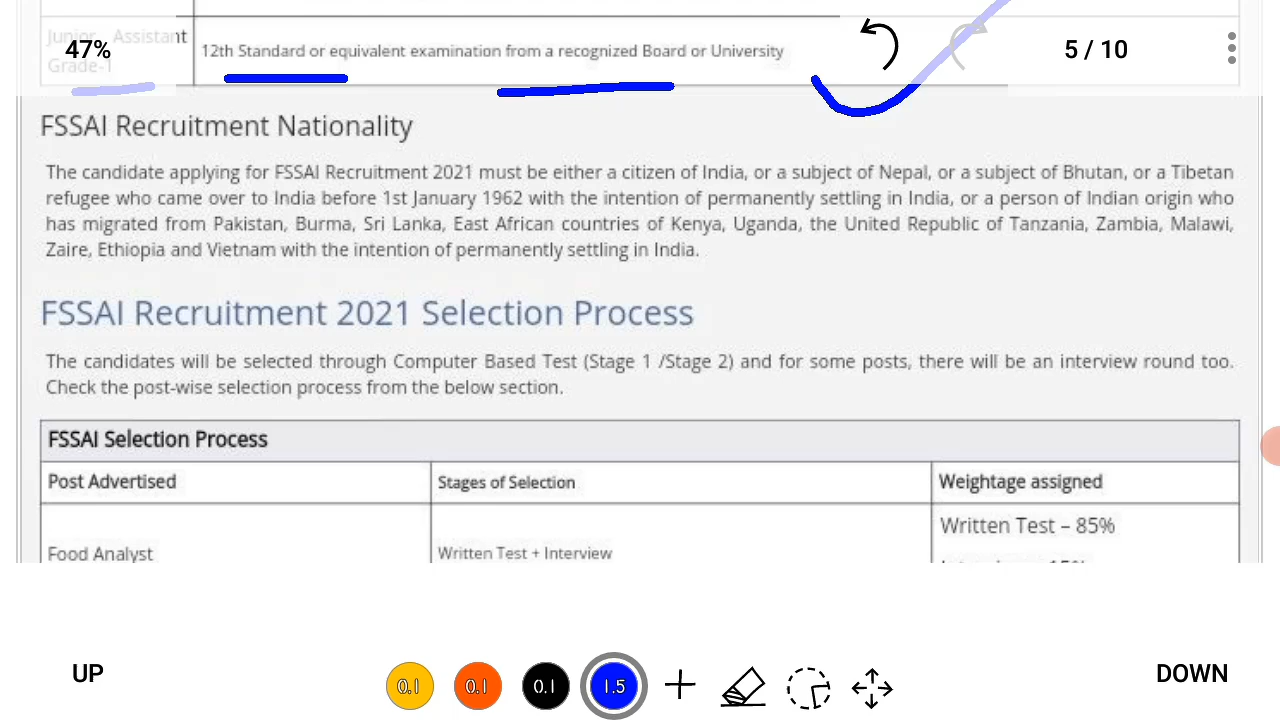 Junior Assistant
Grade-1
47%
12th Standard or equivalent examination from a recognized Board or University
5 / 10
FSSAI Recruitment Nationality
The candidate applying for FSSAI Recruitment 2021 must be either a citizen of India, or a subject of Nepal, or a subject of Bhutan, or a Tibetan
refugee who came over to India before 1st January 1962 with the intention of permanently settling in India, or a person of Indian origin who
has migrated from Pakistan, Burma, Sri Lanka, East African countries of Kenya, Uganda, the United Republic of Tanzania, Zambia, Malawi,
Zaire, Ethiopia and Vietnam with the intention of permanently settling in India.
FSSAI Recruitment 2021 Selection Process
The candidates will be selected through Computer Based Test (Stage 1 /Stage 2) and for some posts, there will be an interview round too.
Check the post-wise selection process from the below section.
FSSAI Selection Process
Post Advertised
Stages of Selection
Weightage assigned
Written Test – 85%
Food Analyst
Written Test + Interview
UP
0.1
0.1
0.1
1.5
DOWN